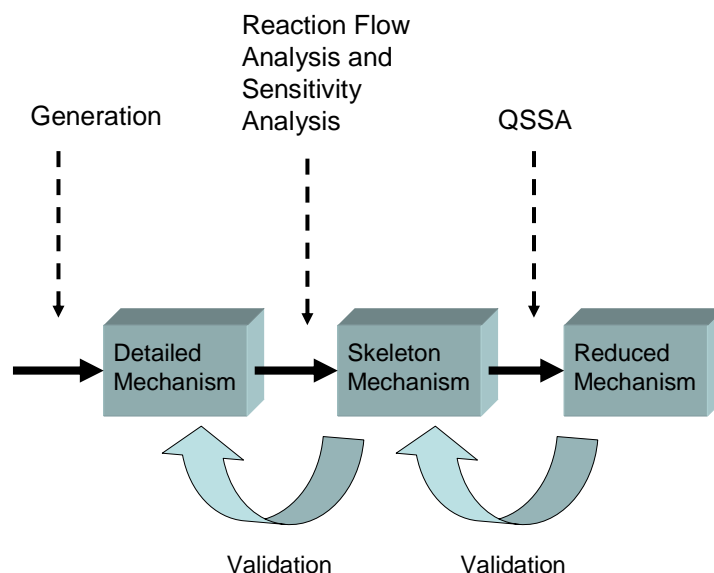 Reaction Flow
Analysis and
Sensitivity
Analysis
Generation
QSSA
Detailed
Mechanism
Skeleton
Mechanism
Reduced
Mechanism
Validation
Validation